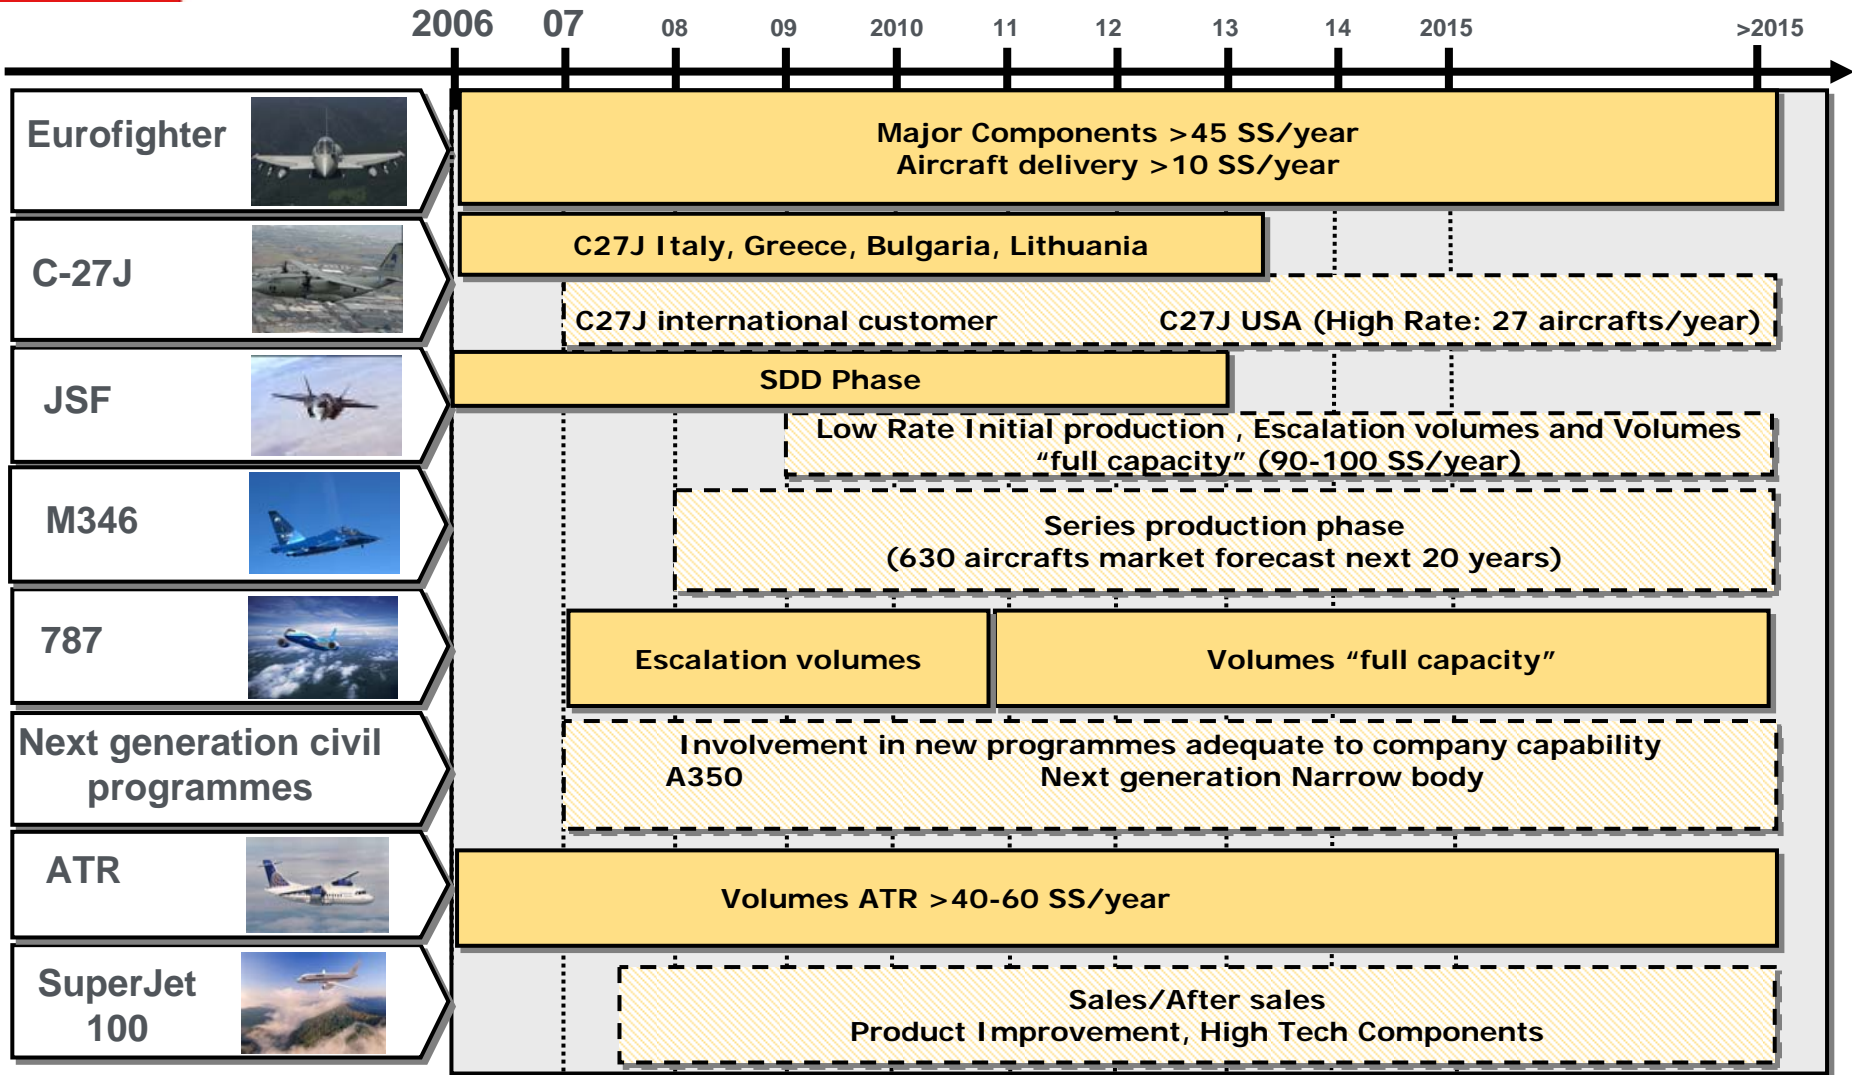 2006 07 08 09 2010 11 12 13 14 2015 >2015
Eurofighter
Major Components >45 SS/year
Aircraft delivery >10 SS/year
C-27J
C27J Italy, Greece, Bulgaria, Lithuania
C27J international customer C27J USA (High Rate: 27 aircrafts/year)
JSF
SDD Phase
Low Rate Initial production , Escalation volumes and Volumes
“full capacity” (90-100 SS/year)
M346
Series production phase
(630 aircrafts market forecast next 20 years)
787
Escalation volumes
Volumes “full capacity”
Next generation civil
programmes
Involvement in new programmes adequate to company capability
A350 Next generation Narrow body
ATR
Volumes ATR >40-60 SS/year
SuperJet
100
Sales/After sales
Product Improvement, High Tech Components